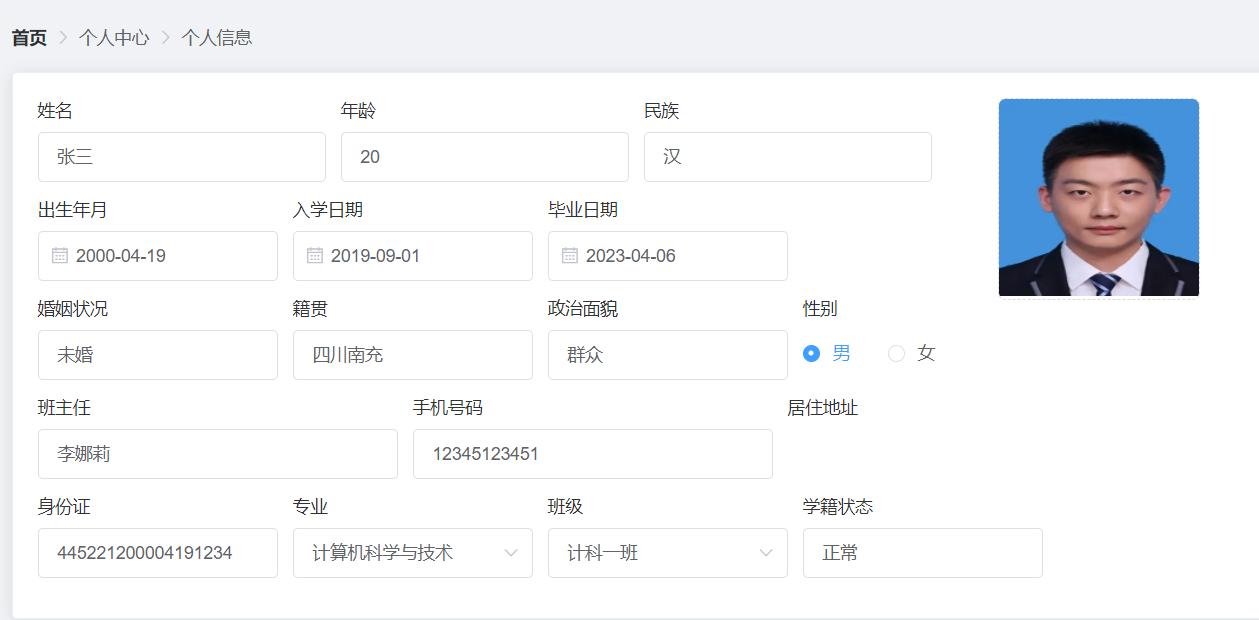 首页 > 个人中心 > 个人信息
姓名 年龄 民族
张三 20 汉
出生年月 入学日期 毕业日期
2000-04-19 2019-09-01 2023-04-06
婚姻状况 籍贯 政治面貌 性别
未婚 四川南充 群众 男 女
班主任 手机号码 居住地址
李娜莉 12345123451
身份证 专业 班级 学籍状态
445221200004191234 计算机科学与技术 计科一班 正常